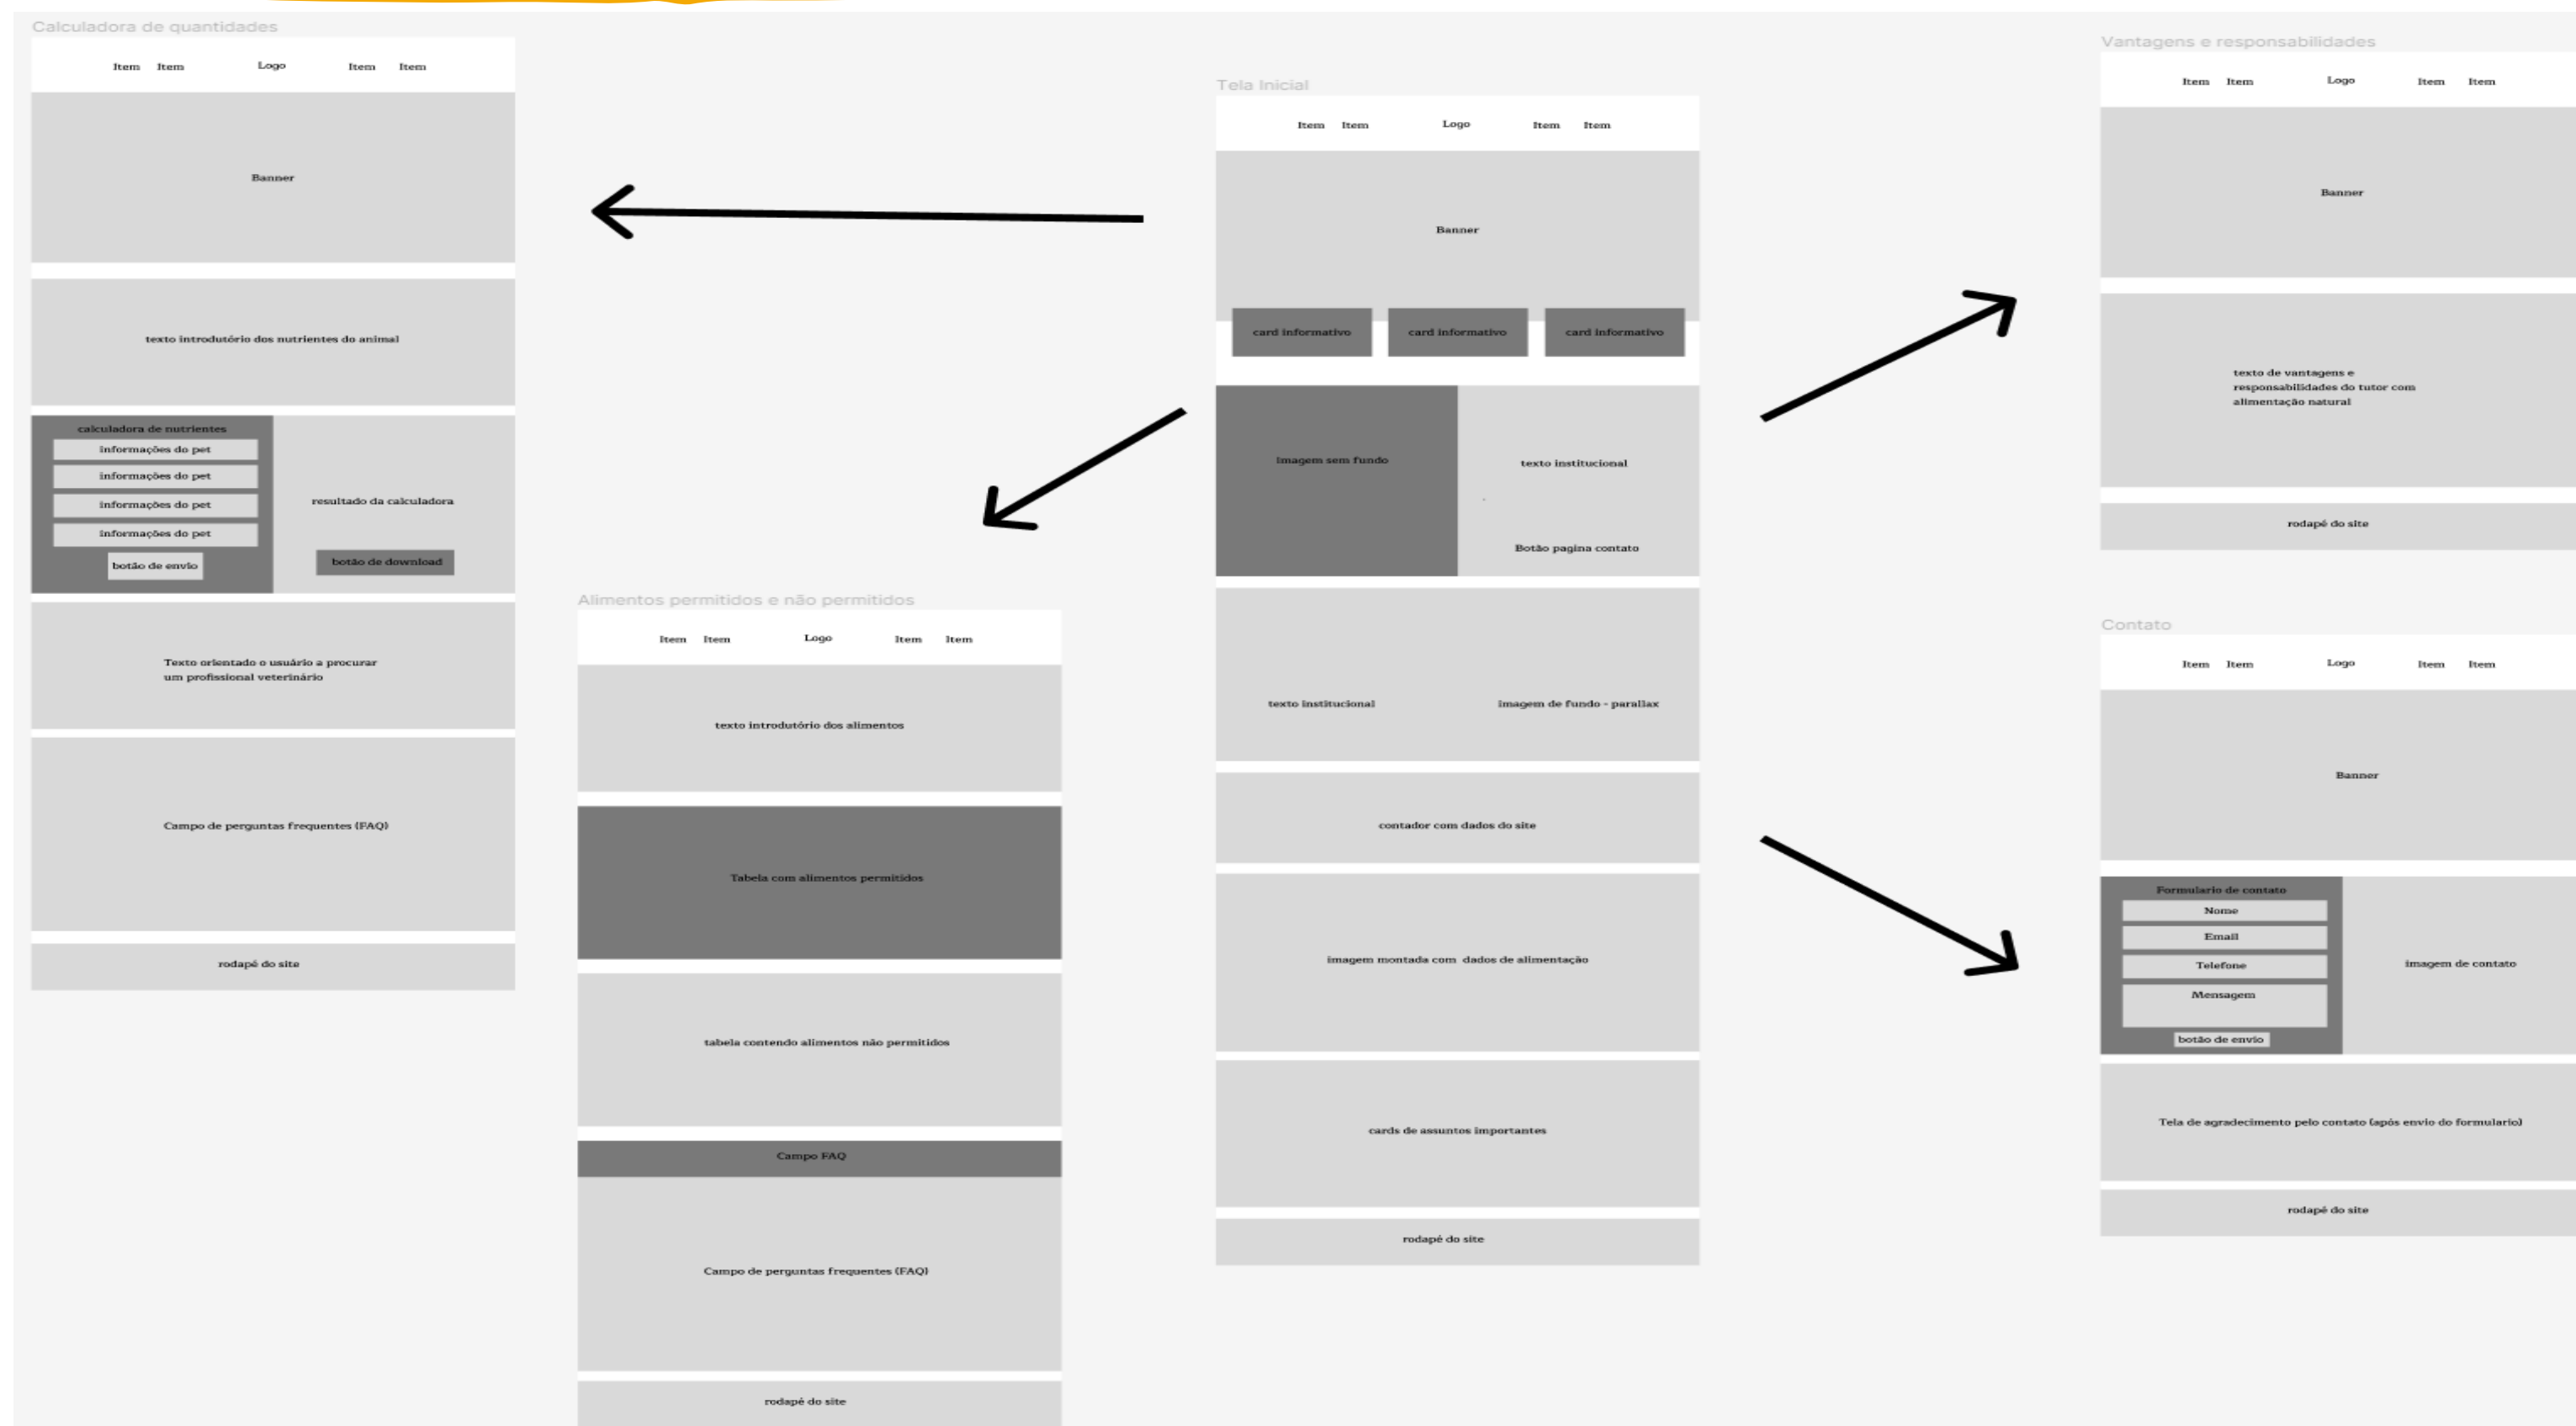 Calculadora de quantidades
Item Item Logo Item Item
Banner
texto introdutório dos nutrientes do animal
calculadora de nutrientes
informações do pet
informações do pet
informações do pet
informações do pet
botão de envio
resultado da calculadora
botão de download
Texto orientado o usuário a procurar
um profissional veterinário
Campo de perguntas frequentes (FAQ)
rodapé do site
Alimentos permitidos e não permitidos
Item Item Logo Item Item
texto introdutório dos alimentos
Tabela com alimentos permitidos
tabela contendo alimentos não permitidos
Campo FAQ
Campo de perguntas frequentes (FAQ)
rodapé do site
Tela Inicial
Item Item Logo Item Item
Banner
card informativo card informativo card informativo
imagem sem fundo
texto institucional
Botão pagina contato
texto institucional
imagem de fundo - parallax
contador com dados do site
imagem montada com dados de alimentação
cards de assuntos importantes
rodapé do site
Vantagens e responsabilidades
Item Item Logo Item Item
Banner
texto de vantagens e
responsabilidades do tutor com
alimentação natural
rodapé do site
Contato
Item Item Logo Item Item
Banner
Formulario de contato
Nome
Email
Telefone
Mensagem
botão de envio
imagem de contato
Tela de agradecimento pelo contato (após envio do formulario)
rodapé do site